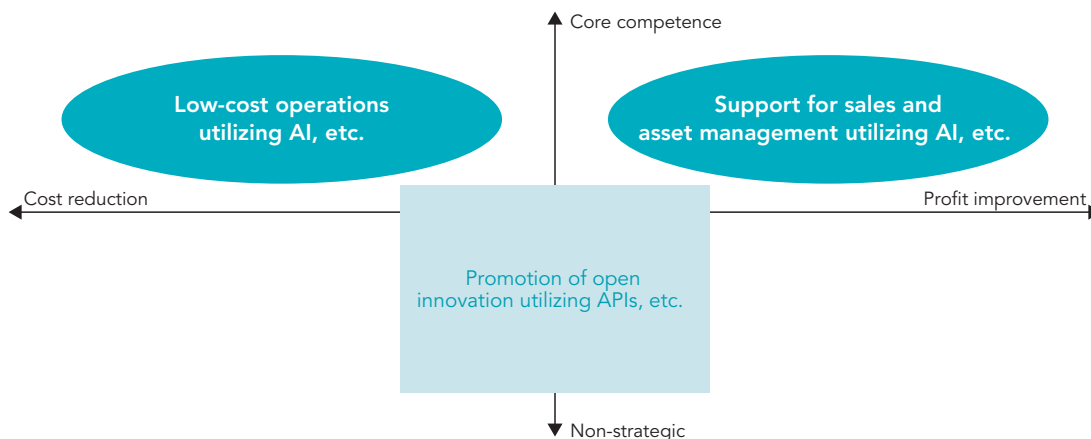 Core competence
Low-cost operations
utilizing AI, etc.
Support for sales and
asset management utilizing AI, etc.
Cost reduction
Profit improvement
Promotion of open
innovation utilizing APIs, etc.
Non-strategic